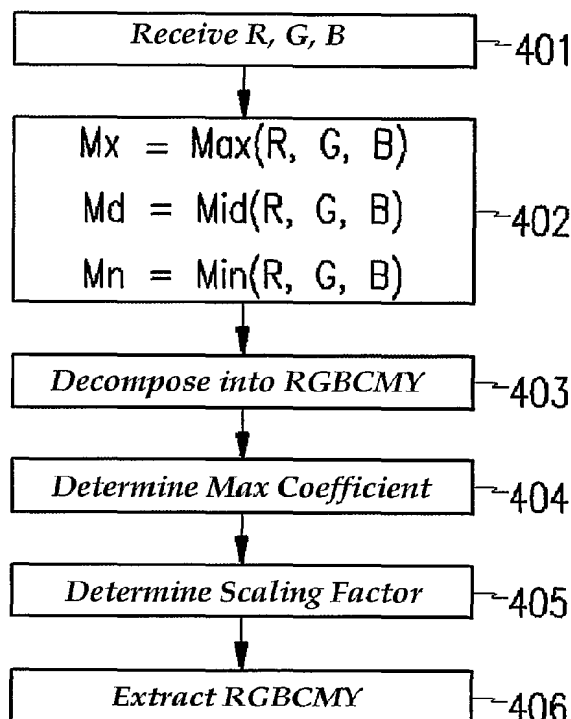 Receive R, G, B
401
Mx = Max(R, G, B)
Md = Mid(R, G, B)
402
Mn = Min(R, G, B)
Decompose into RGBCMY
403
Determine Max Coefficient
404
Determine Scaling Factor
405
Extract RGBCMY
406